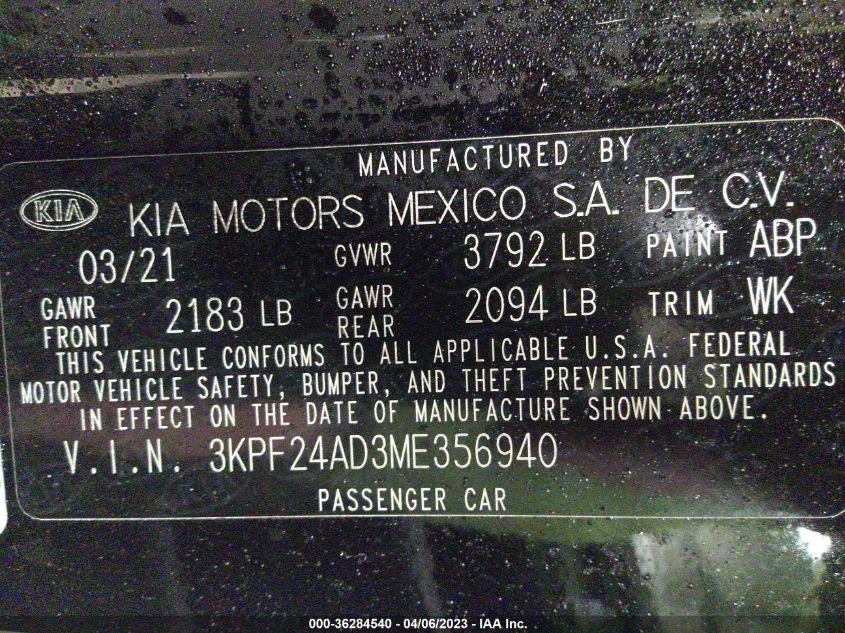 MANUFACTURED BY
KIA KIA MOTORS MEXICO S.A. DE C.V.
03/21 GVWR 3792 LB PAINT ABP
GAWR FRONT 2183 LB GAWR REAR 2094 LB TRIM WK
THIS VEHICLE CONFORMS TO ALL APPLICABLE U.S.A. FEDERAL
MOTOR VEHICLE SAFETY, BUMPER, AND THEFT PREVENTION STANDARDS
IN EFFECT ON THE DATE OF MANUFACTURE SHOWN ABOVE.
V.I.N. 3KPF24AD3ME356940
PASSENGER CAR
000-36284540 - 04/06/2023 - IAA Inc.